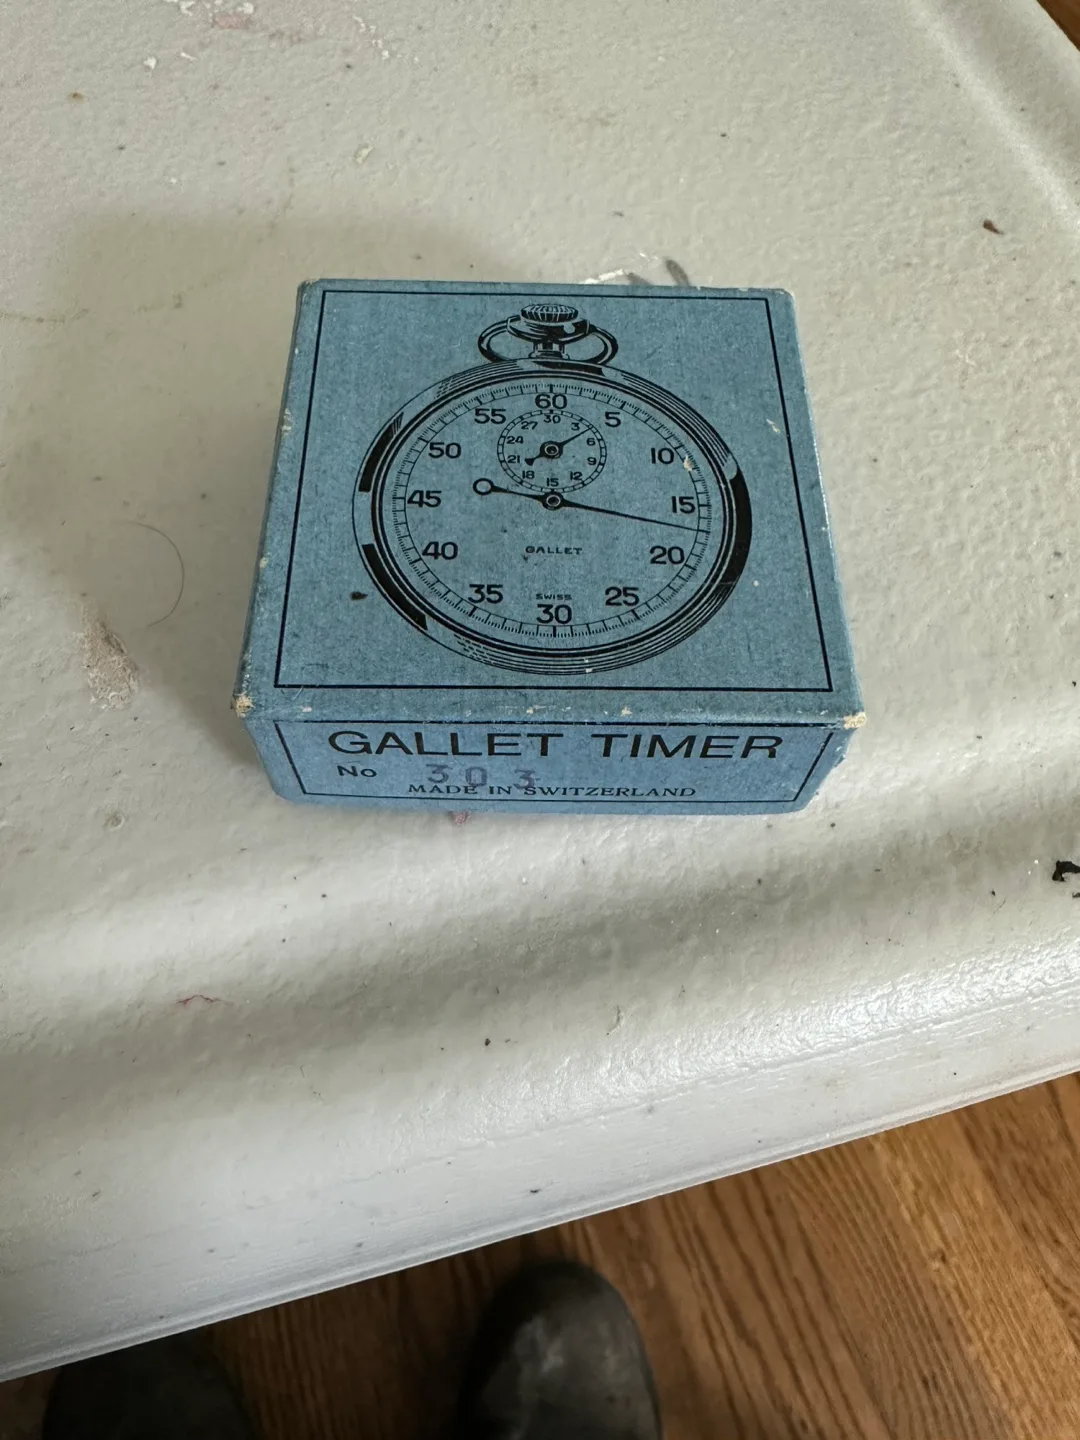 60
55 5
50 10
45 15
40 20
35 25
30
30
27 3
24 6
21 9
18 12
15
GALLET
SWISS
GALLET TIMER
No 303
MADE IN SWITZERLAND